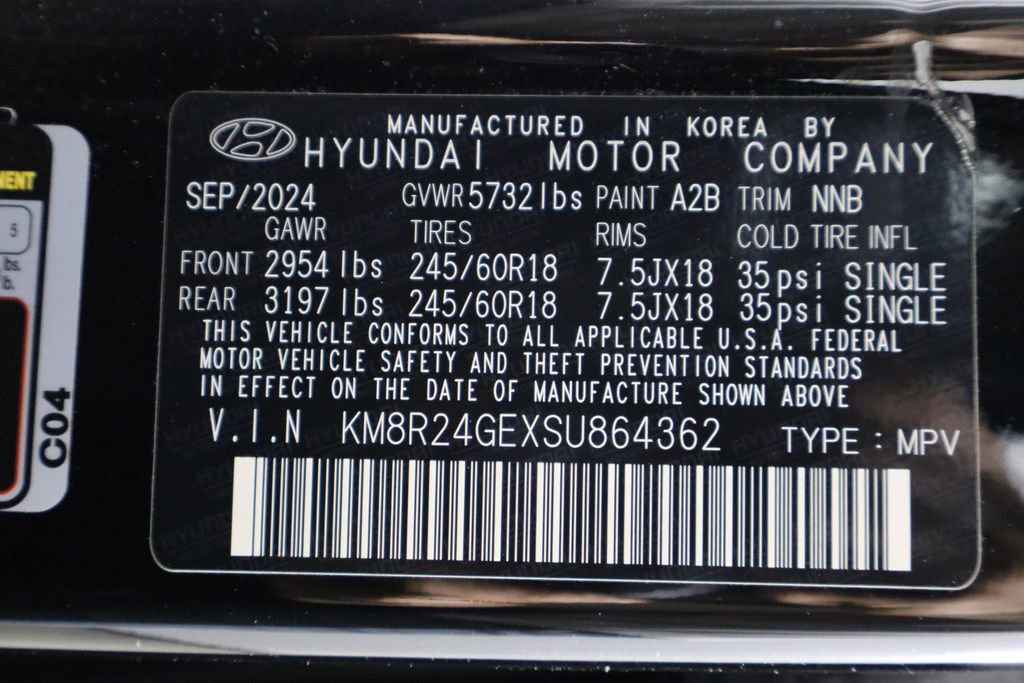 MANUFACTURED IN KOREA BY
HYUNDAI MOTOR COMPANY
SEP/2024 GVWR 5732 lbs PAINT A2B TRIM NNB
GAWR TIRES RIMS COLD TIRE INFL
FRONT 2954 lbs 245/60R18 7.5JX18 35psi SINGLE
REAR 3197 lbs 245/60R18 7.5JX18 35psi SINGLE
THIS VEHICLE CONFORMS TO ALL APPLICABLE U.S.A. FEDERAL
MOTOR VEHICLE SAFETY AND THEFT PREVENTION STANDARDS
IN EFFECT ON THE DATE OF MANUFACTURE SHOWN ABOVE
V.I.N KM8R24GEXSU864362 TYPE : MPV
5
lbs.
C04